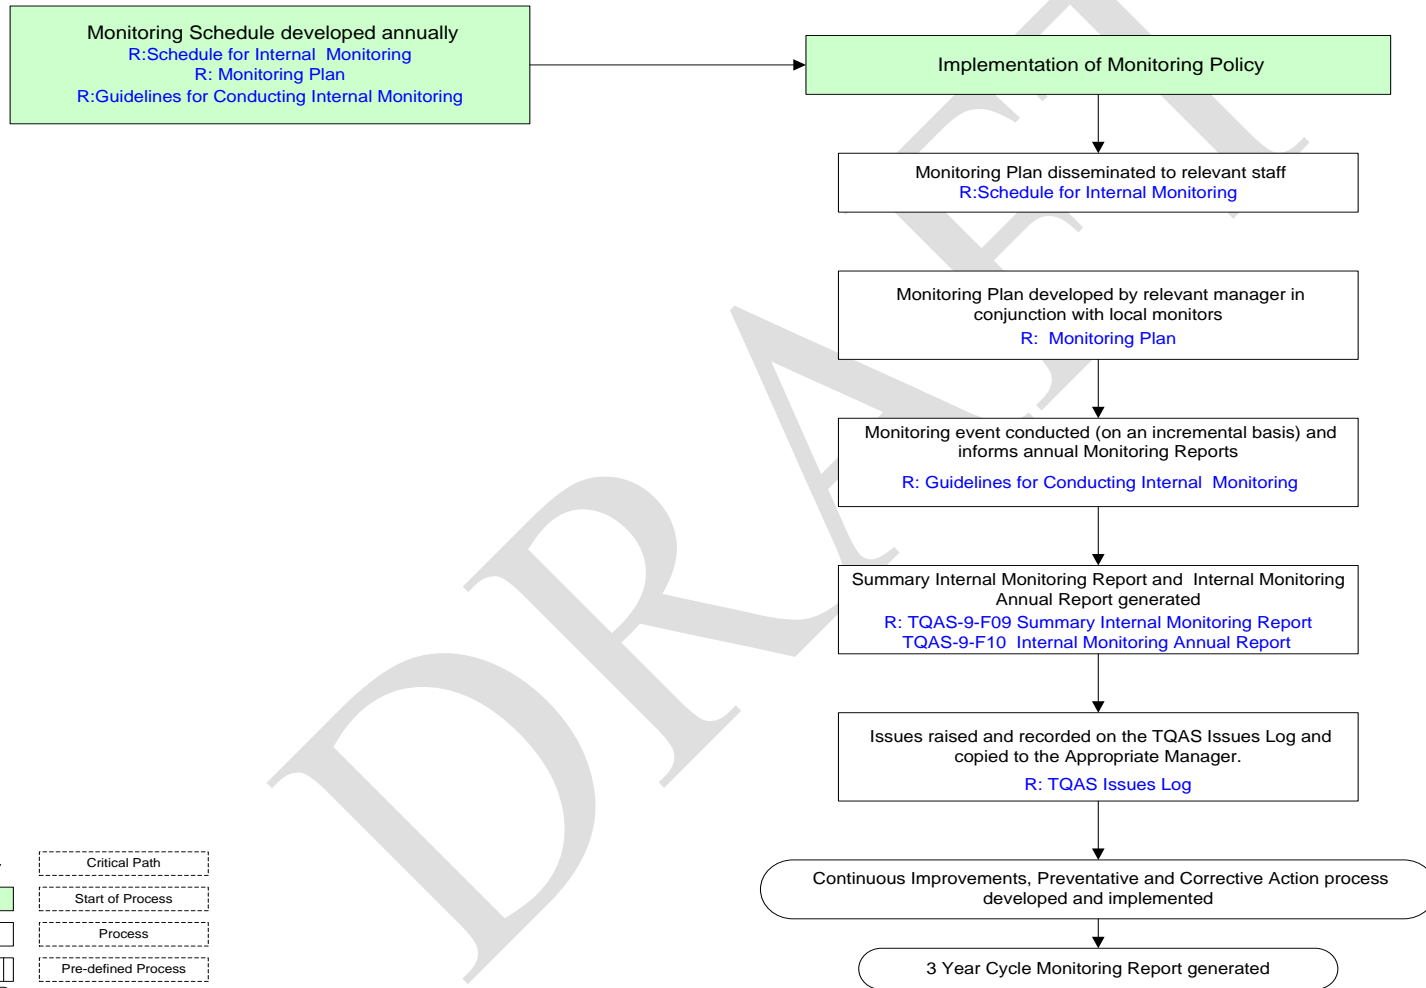 Monitoring Schedule developed annually
R:Schedule for Internal Monitoring
R: Monitoring Plan
R:Guidelines for Conducting Internal Monitoring
Implementation of Monitoring Policy
Monitoring Plan disseminated to relevant staff
R:Schedule for Internal Monitoring
Monitoring Plan developed by relevant manager in
conjunction with local monitors
R: Monitoring Plan
Monitoring event conducted (on an incremental basis) and
informs annual Monitoring Reports
R: Guidelines for Conducting Internal Monitoring
Summary Internal Monitoring Report and Internal Monitoring
Annual Report generated
R: TQAS-9-F09 Summary Internal Monitoring Report
TQAS-9-F10 Internal Monitoring Annual Report
Issues raised and recorded on the TQAS Issues Log and
copied to the Appropriate Manager.
R: TQAS Issues Log
Continuous Improvements, Preventative and Corrective Action process
developed and implemented
3 Year Cycle Monitoring Report generated
Critical Path
Start of Process
Process
Pre-defined Process
DRAFT